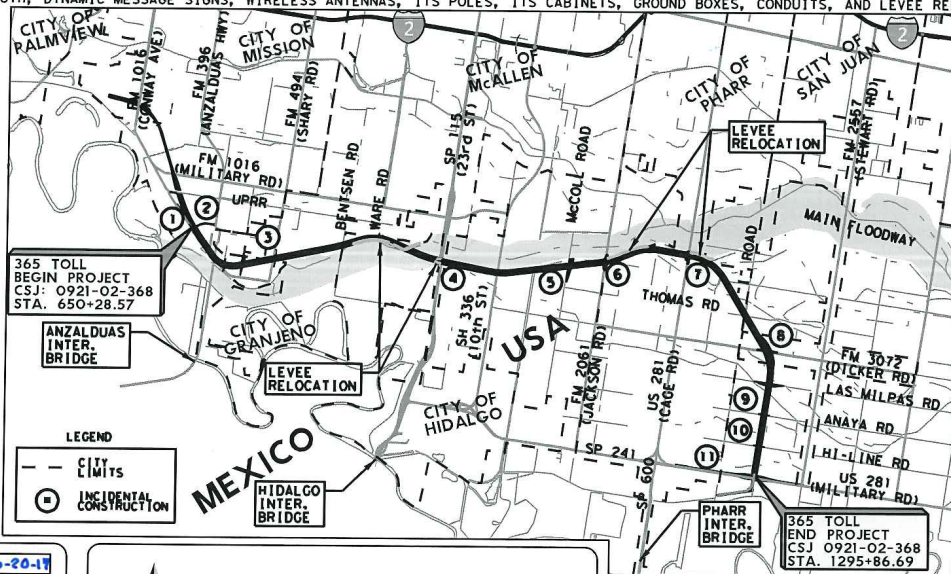 DYNAMIC MESSAGE SIGNS, WIRELESS ANTENNAS, ITS POLES, ITS CABINETS, GROUND BOXES, CONDUITS, AND LEVEE
CITY OF
PALMVIEW
FM 1016
(CONWAY AVE)
FM 396
(ANZALDUAS HWY)
CITY OF
MISSION
FM 494
(SHARY RD)
2
CITY OF
McALLEN
SP 115
(23rd ST)
CITY OF
PHARR
CITY OF
SAN JUAN
2
FM 2557
(STEWART RD)
LEVEE
RELOCATION
FM 1016
(MILITARY RD)
UPRR
BENTSEN RD
WARE RD
McCOLL ROAD
ROAD
MAIN FLOODWAY
1
2
3
4
5
6
7
8
9
10
11
365 TOLL
BEGIN PROJECT
CSJ: 0921-02-368
STA. 650+28.57
ANZALDUAS
INTER.
BRIDGE
CITY OF
GRANJENO
LEVEE
RELOCATION
SH 336
(10th ST)
USA
THOMAS RD
FM 2061
(JACKSON RD)
US 281
(CAGE RD)
FM 3072
(DICKER RD)
LAS MILPAS RD
ANAYA RD
HI-LINE RD
US 281
(MILITARY RD)
CITY OF
HIDALGO
SP 241
SP 600
LEGEND
CITY
LIMITS
INCIDENTAL
CONSTRUCTION
MEXICO
HIDALGO
INTER.
BRIDGE
PHARR
INTER.
BRIDGE
365 TOLL
END PROJECT
CSJ 0921-02-368
STA. 1295+86.69
-20-17